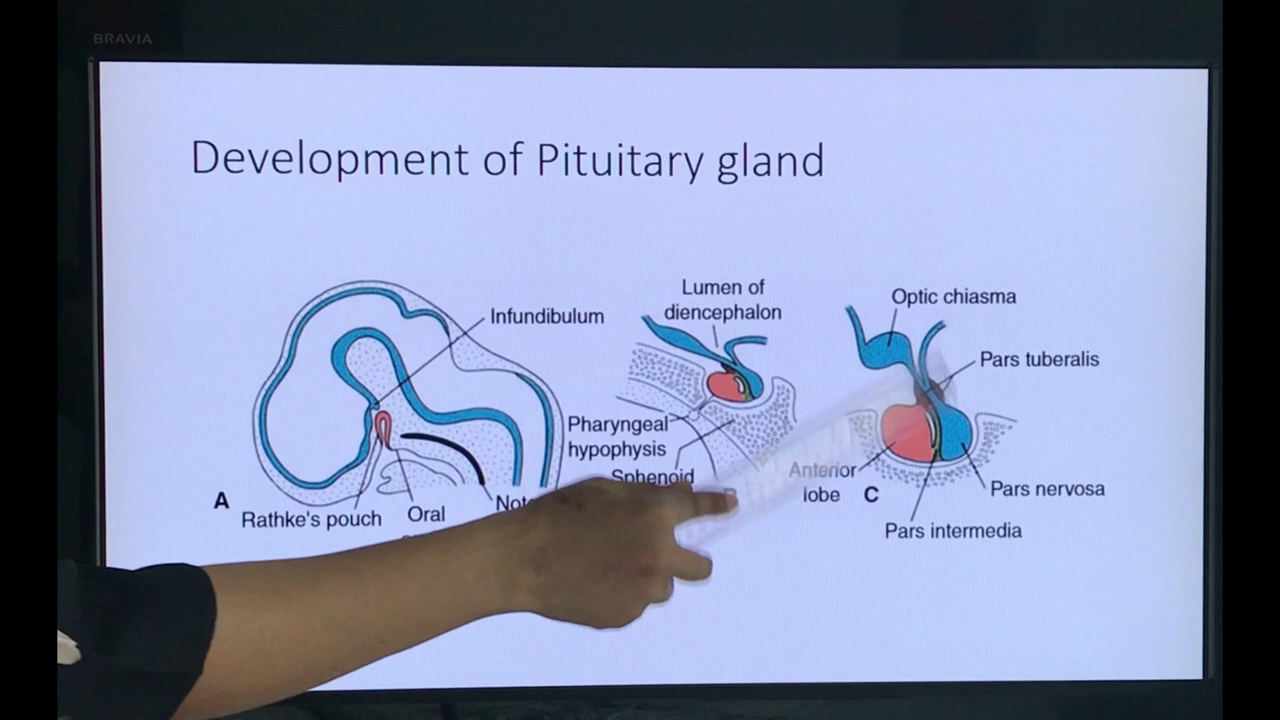 BRAVIA
Development of Pituitary gland
Infundibulum
A
Rathke's pouch
Oral
Lumen of
diencephalon
Pharyngeal
hypophysis
Sphenoid
Optic chiasma
Pars tuberalis
Anterior
lobe
C
Pars nervosa
Pars intermedia